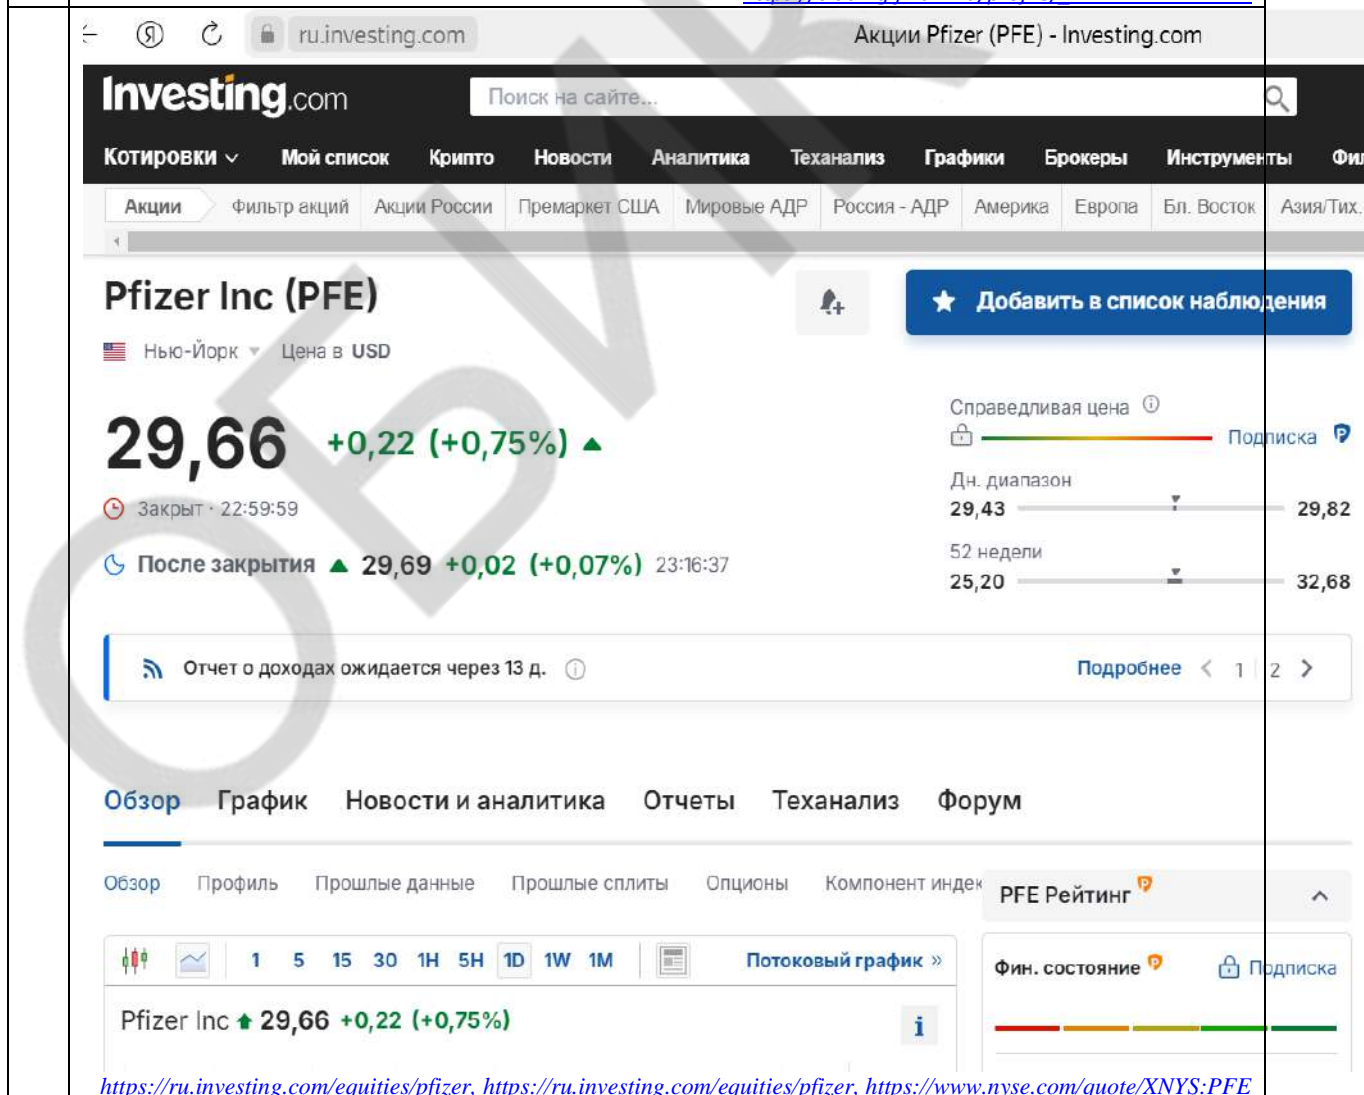 ru.investing.com Акции Pfizer (PFE) - Investing.com
Investing.com Поиск на сайте...
Котировки Мой список Крипто Новости Аналитика Теханализ Графики Брокеры Инструменты
Акции Фильтр акций Акции России Премаркет США Мировые АДР Россия - АДР Америка Европа Бл. Восток Азия/Тих.
Pfizer Inc (PFE)
Добавить в список наблюдения
Нью-Йорк Цена в USD
Справедливая цена
29,66 +0,22 (+0,75%)
Подписка
Дн. диапазон
Закрыт · 22:59:59
29,43 29,82
52 недели
После закрытия 29,69 +0,02 (+0,07%) 23:16:37
25,20 32,68
Отчет о доходах ожидается через 13 д. Подробнее 1 2
Обзор График Новости и аналитика Отчеты Теханализ Форум
Обзор Профиль Прошлые данные Прошлые сплиты Опционы Компонент индек
PFE Рейтинг
1 5 15 30 1H 5H 1D 1W 1M Потоковый график »
Фин. состояние Подписка
Pfizer Inc 29,66 +0,22 (+0,75%)
https://ru.investing.com/equities/pfizer, https://ru.investing.com/equities/pfizer, https://www.nyse.com/quote/XNYS:PFE